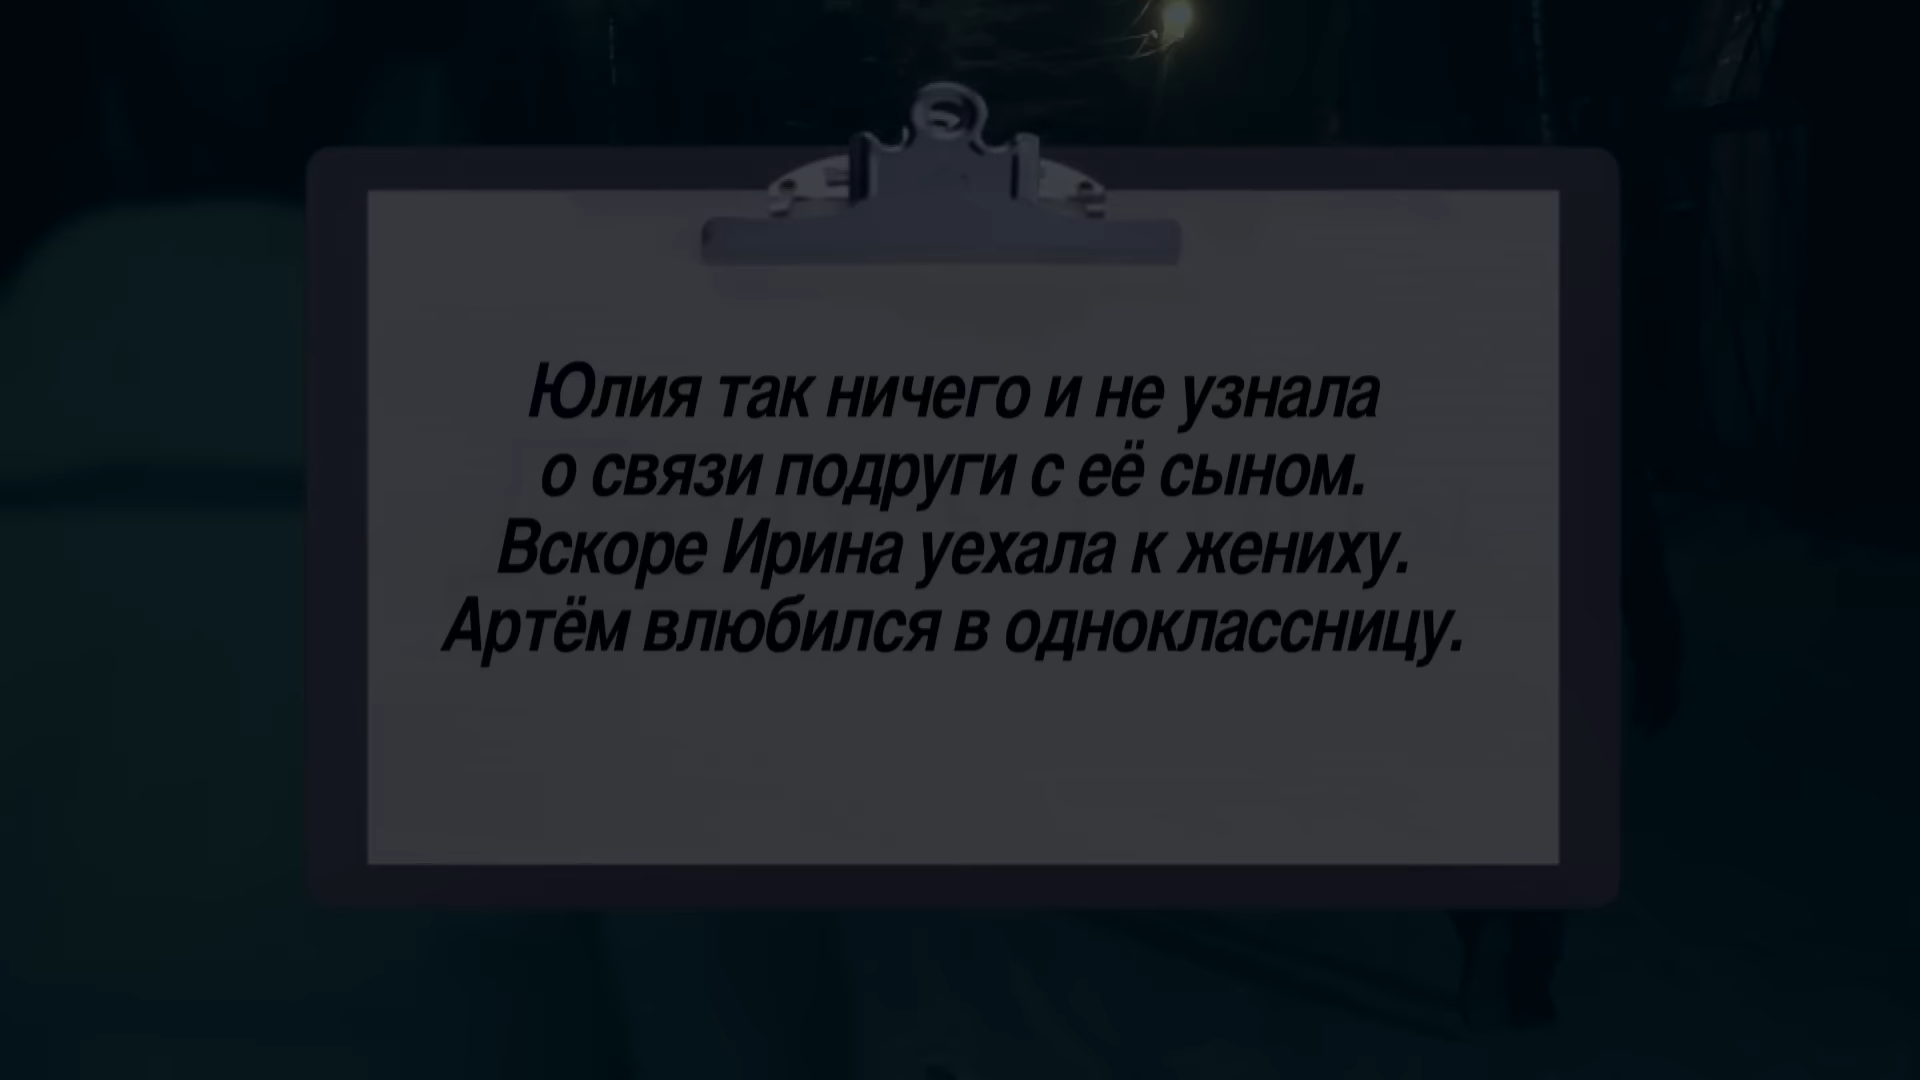 Юлия так ничего и не узнала
о связи подруги с её сыном.
Вскоре Ирина уехала к жениху.
Артём влюбился в одноклассницу.